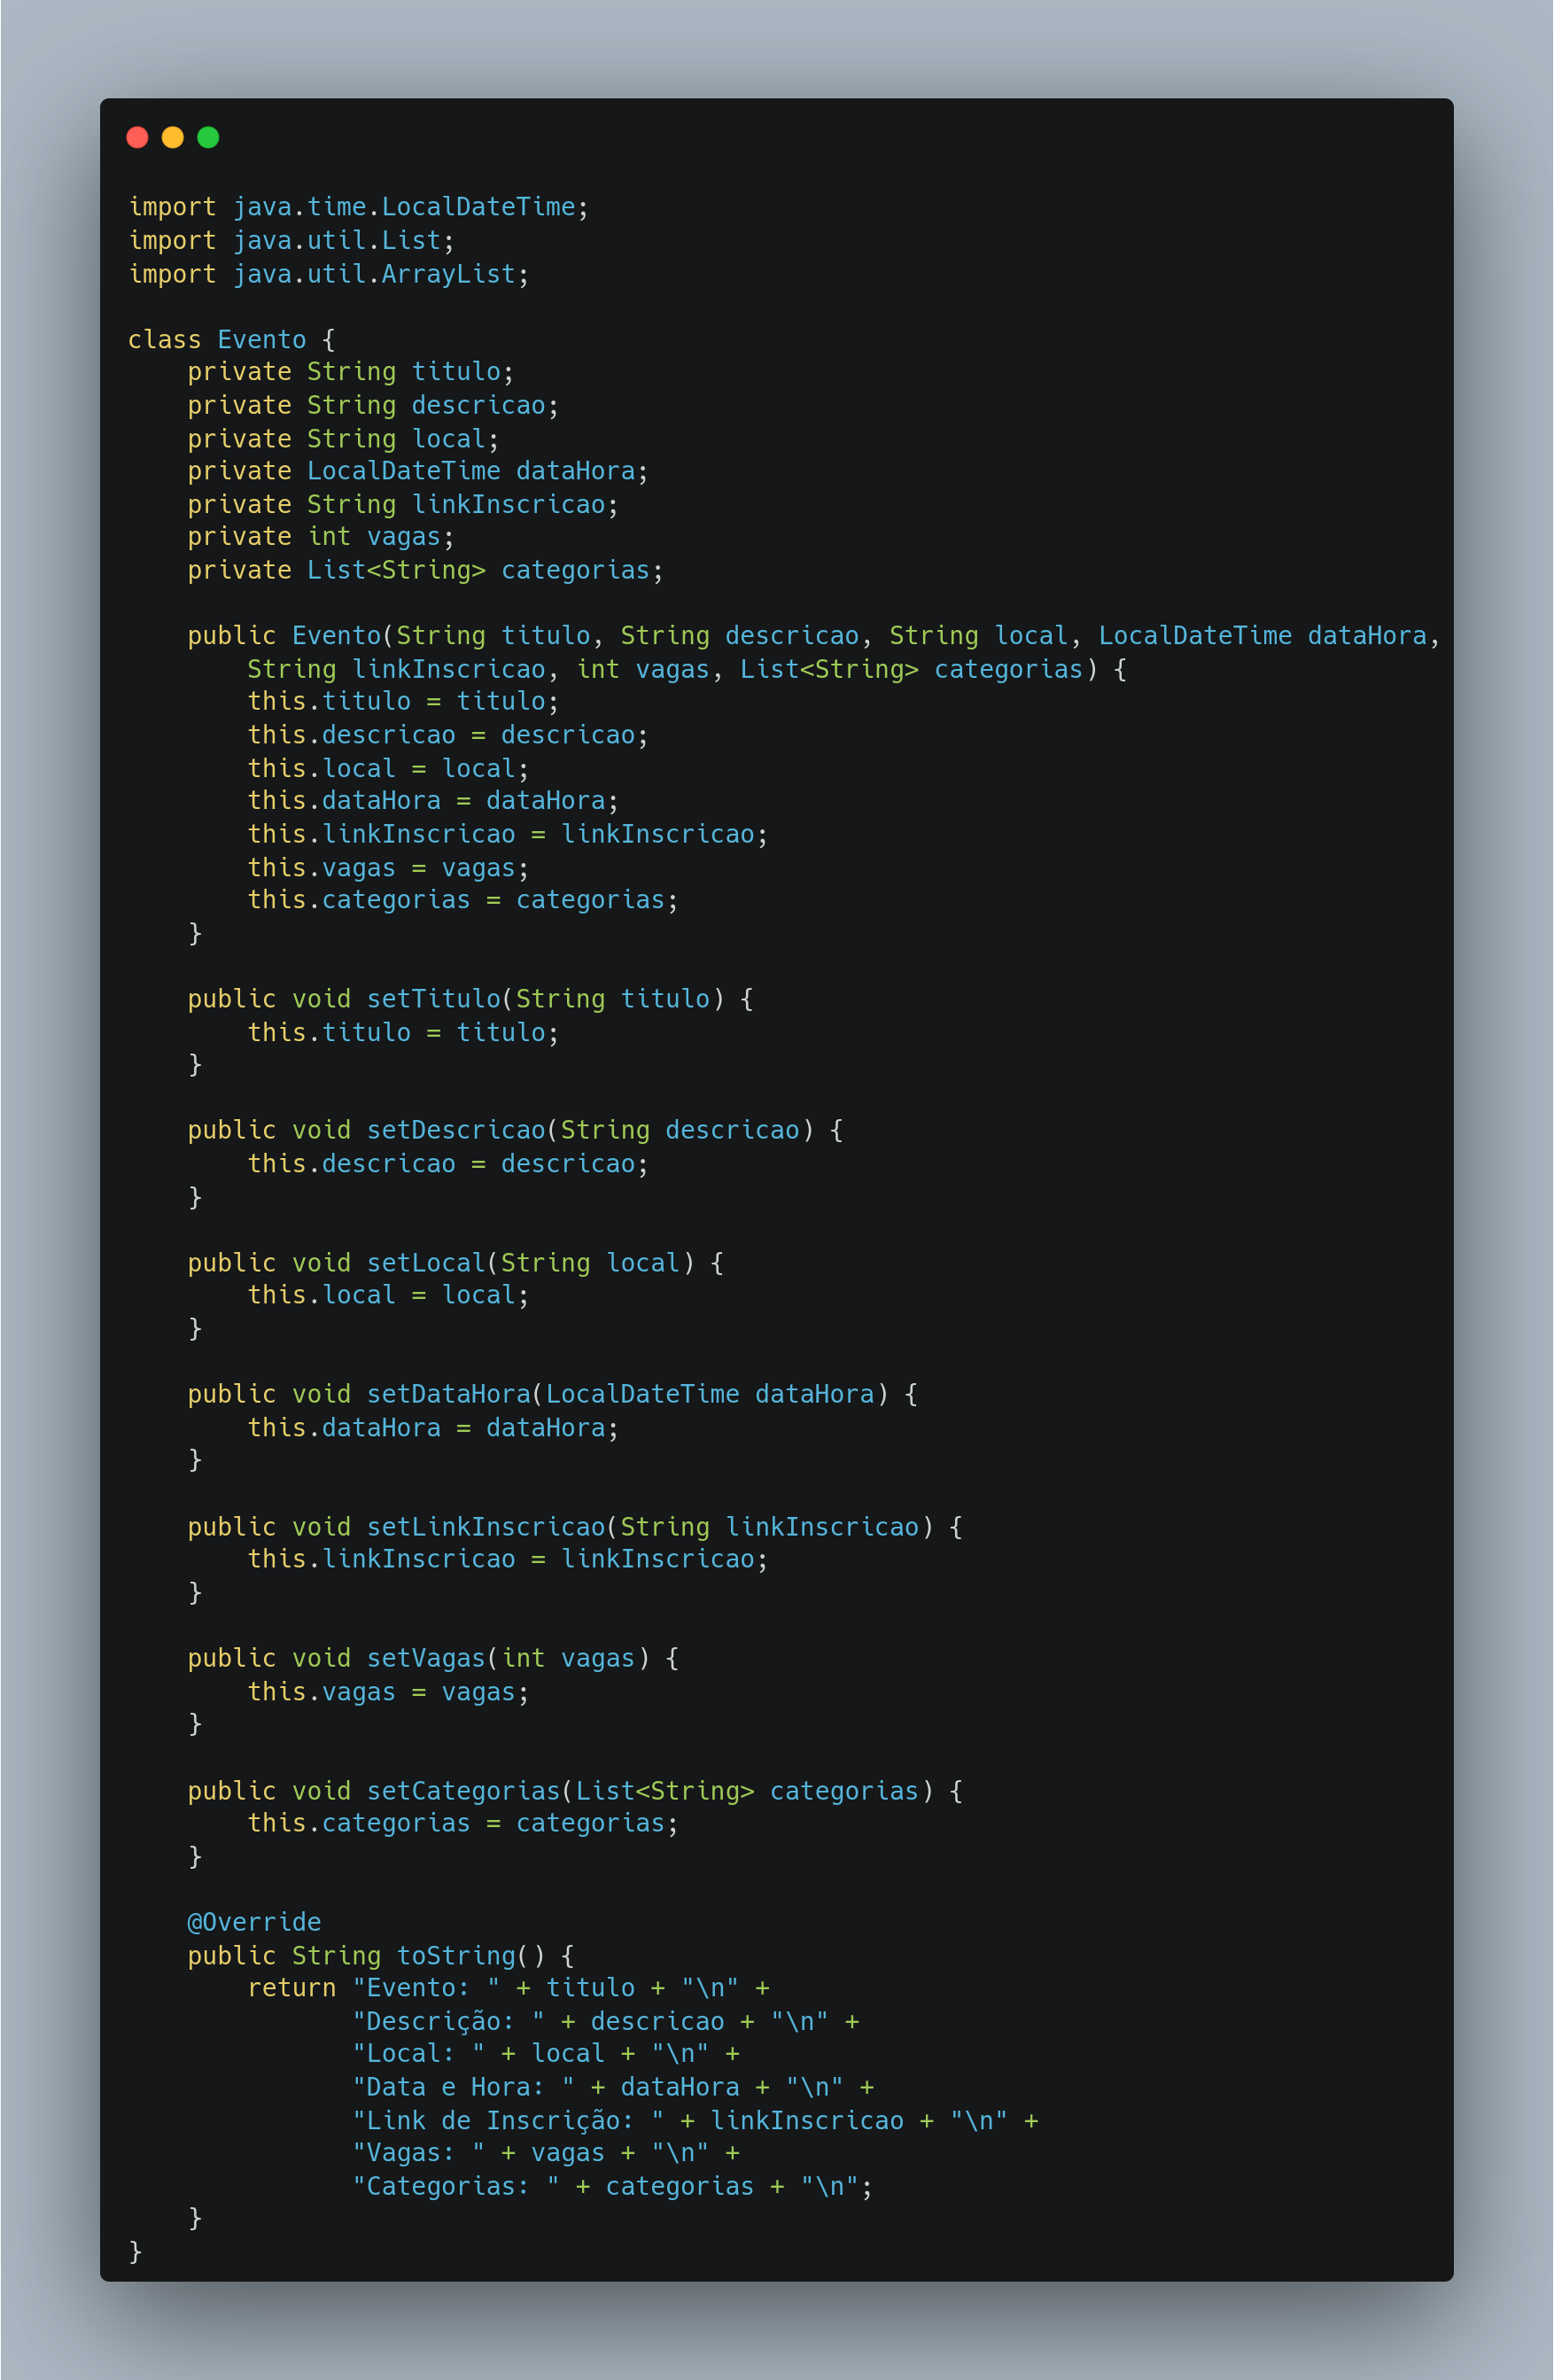 import java.time.LocalDateTime;
import java.util.List;
import java.util.ArrayList;

class Evento {
    private String titulo;
    private String descricao;
    private String local;
    private LocalDateTime dataHora;
    private String linkInscricao;
    private int vagas;
    private List<String> categorias;

    public Evento(String titulo, String descricao, String local, LocalDateTime dataHora,
        String linkInscricao, int vagas, List<String> categorias) {
        this.titulo = titulo;
        this.descricao = descricao;
        this.local = local;
        this.dataHora = dataHora;
        this.linkInscricao = linkInscricao;
        this.vagas = vagas;
        this.categorias = categorias;
    }

    public void setTitulo(String titulo) {
        this.titulo = titulo;
    }

    public void setDescricao(String descricao) {
        this.descricao = descricao;
    }

    public void setLocal(String local) {
        this.local = local;
    }

    public void setDataHora(LocalDateTime dataHora) {
        this.dataHora = dataHora;
    }

    public void setLinkInscricao(String linkInscricao) {
        this.linkInscricao = linkInscricao;
    }

    public void setVagas(int vagas) {
        this.vagas = vagas;
    }

    public void setCategorias(List<String> categorias) {
        this.categorias = categorias;
    }

    @Override
    public String toString() {
        return "Evento: " + titulo + "\n" +
               "Descrição: " + descricao + "\n" +
               "Local: " + local + "\n" +
               "Data e Hora: " + dataHora + "\n" +
               "Link de Inscrição: " + linkInscricao + "\n" +
               "Vagas: " + vagas + "\n" +
               "Categorias: " + categorias + "\n";
    }
}